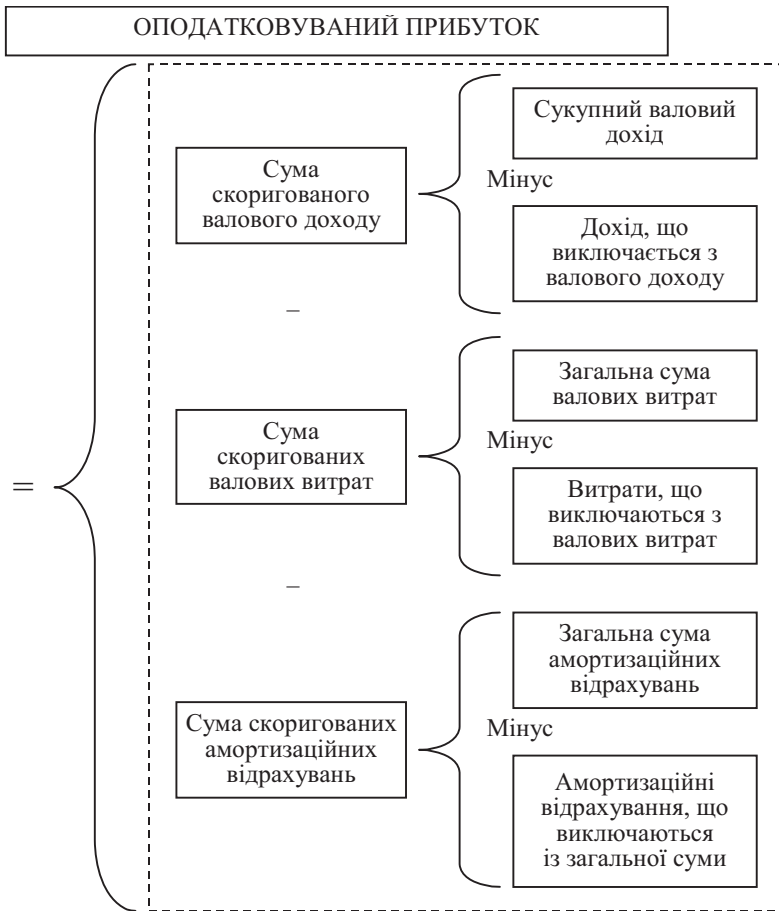 ОПОДАТКОВУВАНИЙ ПРИБУТОК
Сукупний валовий
дохід
Сума
скоригованого
валового доходу
Мінус
Дохід, що
виключається з
валового доходу
–
Загальна сума
валових витрат
Сума
скоригованих
валових витрат
Мінус
=
Витрати, що
виключаються з
валових витрат
–
Загальна сума
амортизаційних
відрахувань
Сума скоригованих
амортизаційних
відрахувань
Мінус
Амортизаційні
відрахування, що
виключаються
із загальної суми